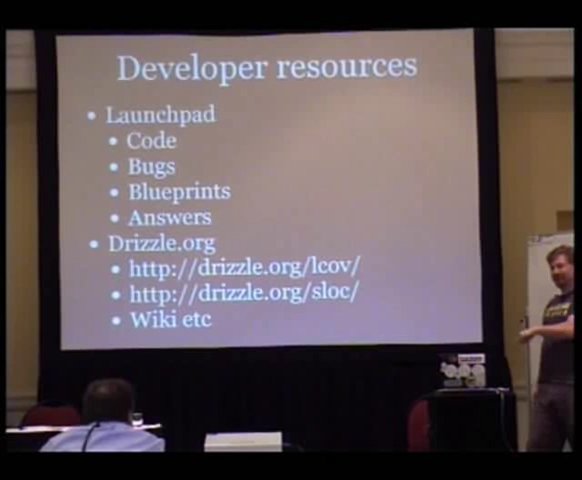 Developer resources
• Launchpad
• Code
• Bugs
• Blueprints
• Answers
• Drizzle.org
• http://drizzle.org/lcov/
• http://drizzle.org/sloc/
• Wiki etc